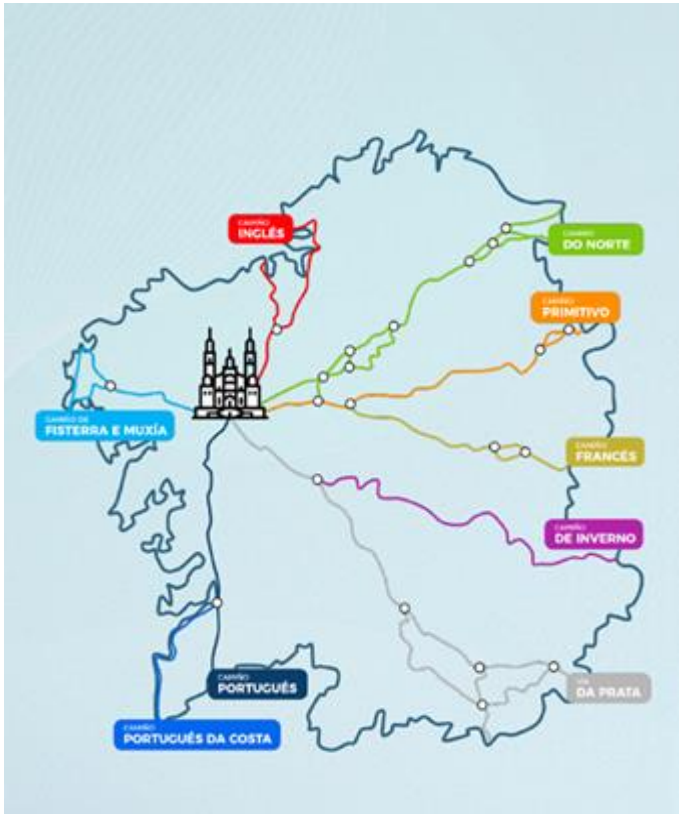 CAMIÑO
INGLÉS
CAMIÑO
DO NORTE
CAMIÑO
PRIMITIVO
CAMIÑO DE
FISTERRA E MUXÍA
CAMIÑO
FRANCÉS
CAMIÑO
DE INVERNO
CAMIÑO
PORTUGUÉS
VÍA
DA PRATA
CAMIÑO
PORTUGUÉS DA COSTA